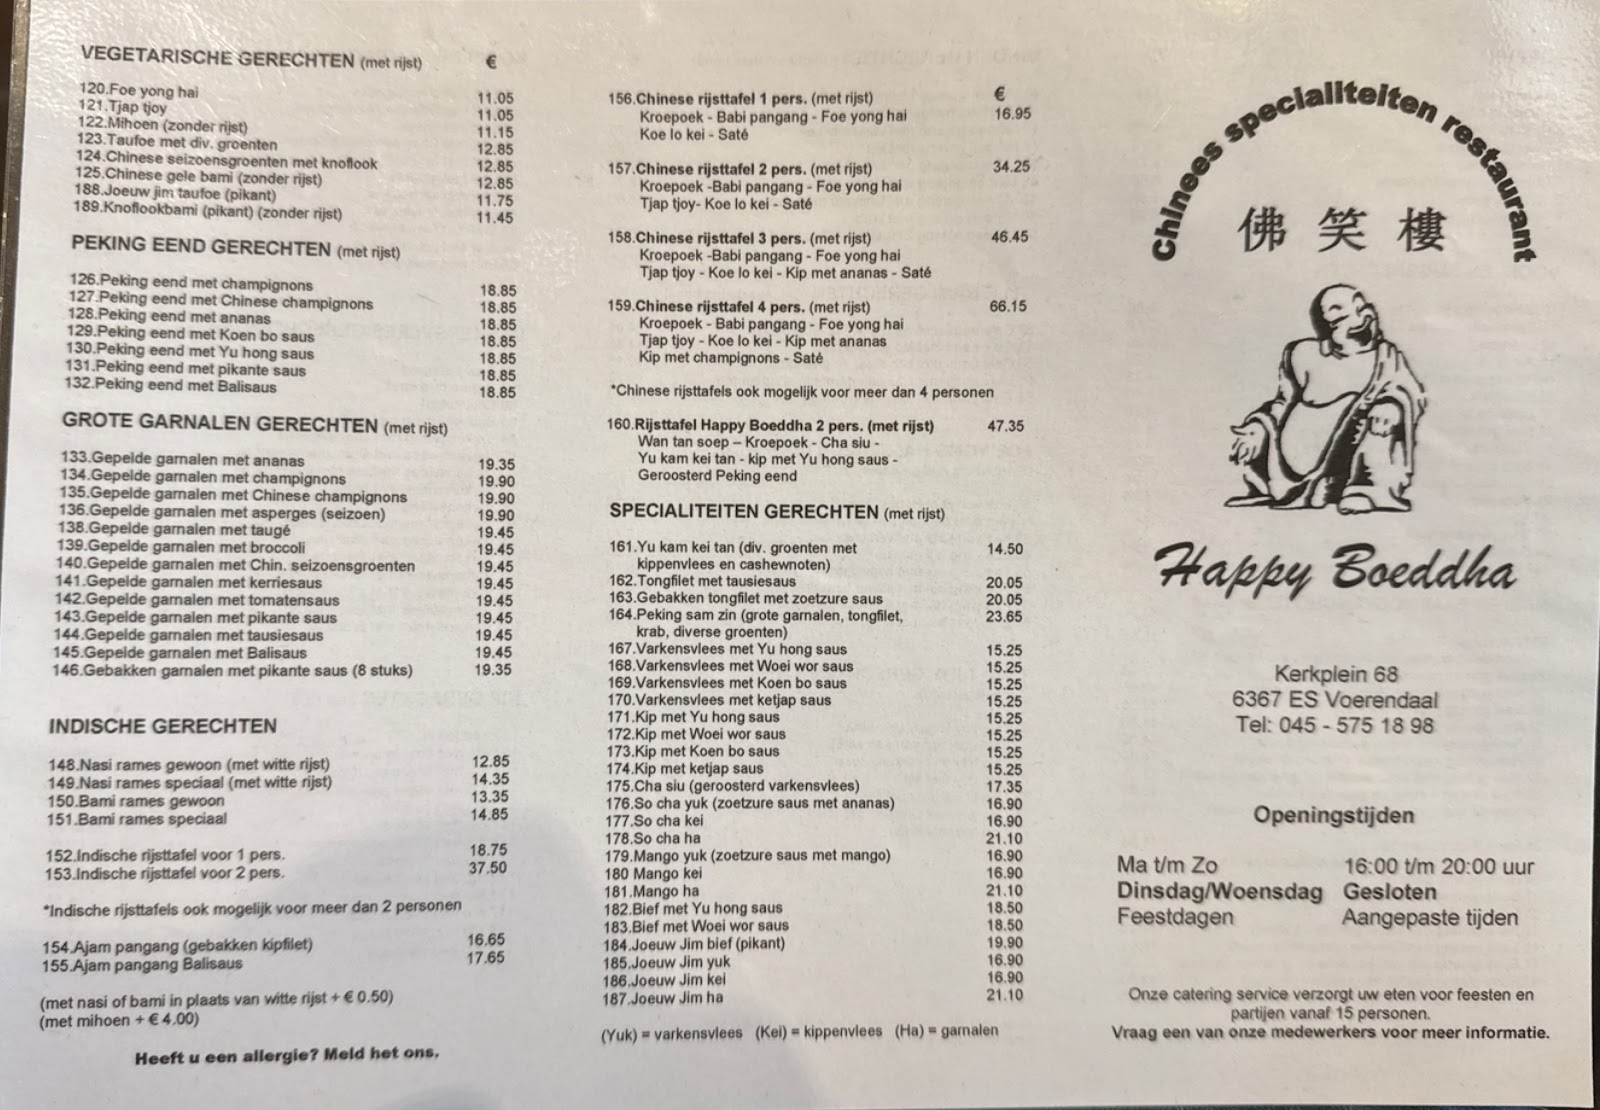 VEGETARISCHE GERECHTEN (met rijst) €
120.Foe yong hai 11.05
121.Tjap tjoy 11.05
122.Mihoen (zonder rijst) 11.15
123.Taufoe met div. groenten 12.85
124.Chinese seizoensgroenten met knoflook 12.85
125.Chinese gele bami (zonder rijst) 12.85
188.Joeuw jim taufoe (pikant) 11.75
189.Knoflookbami (pikant) (zonder rijst) 11.45
PEKING EEND GERECHTEN (met rijst)
126.Peking eend met champignons 18.85
127.Peking eend met Chinese champignons 18.85
128.Peking eend met ananas 18.85
129.Peking eend met Koen bo saus 18.85
130.Peking eend met Yu hong saus 18.85
131.Peking eend met pikante saus 18.85
132.Peking eend met Balisaus 18.85
GROTE GARNALEN GERECHTEN (met rijst)
133.Gepelde garnalen met ananas 19.35
134.Gepelde garnalen met champignons 19.90
135.Gepelde garnalen met Chinese champignons 19.90
136.Gepelde garnalen met asperges (seizoen) 19.90
138.Gepelde garnalen met taugé 19.45
139.Gepelde garnalen met broccoli 19.45
140.Gepelde garnalen met Chin. seizoensgroenten 19.45
141.Gepelde garnalen met kerriesaus 19.45
142.Gepelde garnalen met tomatensaus 19.45
143.Gepelde garnalen met pikante saus 19.45
144.Gepelde garnalen met tausiesaus 19.45
145.Gepelde garnalen met Balisaus 19.45
146.Gebakken garnalen met pikante saus (8 stuks) 19.35
INDISCHE GERECHTEN
148.Nasi rames gewoon (met witte rijst) 12.85
149.Nasi rames speciaal (met witte rijst) 14.35
150.Bami rames gewoon 13.35
151.Bami rames speciaal 14.85
152.Indische rijsttafel voor 1 pers. 18.75
153.Indische rijsttafel voor 2 pers. 37.50
*Indische rijsttafels ook mogelijk voor meer dan 2 personen
154.Ajam pangang (gebakken kipfilet) 16.65
155.Ajam pangang Balisaus 17.65
(met nasi of bami in plaats van witte rijst + € 0.50)
(met mihoen + € 4.00)
Heeft u een allergie? Meld het ons.
€
156.Chinese rijsttafel 1 pers. (met rijst) 16.95
Kroepoek - Babi pangang - Foe yong hai
Koe lo kei - Saté
157.Chinese rijsttafel 2 pers. (met rijst) 34.25
Kroepoek -Babi pangang - Foe yong hai
Tjap tjoy- Koe lo kei - Saté
158.Chinese rijsttafel 3 pers. (met rijst) 46.45
Kroepoek -Babi pangang - Foe yong hai
Tjap tjoy - Koe lo kei - Kip met ananas - Saté
159.Chinese rijsttafel 4 pers. (met rijst) 66.15
Kroepoek - Babi pangang - Foe yong hai
Tjap tjoy - Koe lo kei - Kip met ananas
Kip met champignons - Saté
*Chinese rijsttafels ook mogelijk voor meer dan 4 personen
160.Rijsttafel Happy Boeddha 2 pers. (met rijst) 47.35
Wan tan soep – Kroepoek - Cha siu -
Yu kam kei tan - kip met Yu hong saus -
Geroosterd Peking eend
SPECIALITEITEN GERECHTEN (met rijst)
161.Yu kam kei tan (div. groenten met 14.50
kippenvlees en cashewnoten)
162.Tongfilet met tausiesaus 20.05
163.Gebakken tongfilet met zoetzure saus 20.05
164.Peking sam zin (grote garnalen, tongfilet, 23.65
krab, diverse groenten)
167.Varkensvlees met Yu hong saus 15.25
168.Varkensvlees met Woei wor saus 15.25
169.Varkensvlees met Koen bo saus 15.25
170.Varkensvlees met ketjap saus 15.25
171.Kip met Yu hong saus 15.25
172.Kip met Woei wor saus 15.25
173.Kip met Koen bo saus 15.25
174.Kip met ketjap saus 15.25
175.Cha siu (geroosterd varkensvlees) 17.35
176.So cha yuk (zoetzure saus met ananas) 16.90
177.So cha kei 16.90
178.So cha ha 21.10
179.Mango yuk (zoetzure saus met mango) 16.90
180 Mango kei 16.90
181.Mango ha 21.10
182.Bief met Yu hong saus 18.50
183.Bief met Woei wor saus 18.50
184.Joeuw Jim bief (pikant) 19.90
185.Joeuw Jim yuk 16.90
186.Joeuw Jim kei 16.90
187.Joeuw Jim ha 21.10
(Yuk) = varkensvlees (Kei) = kippenvlees (Ha) = garnalen
Chinees specialiteiten restaurant
佛笑樓
Happy Boeddha
Kerkplein 68
6367 ES Voerendaal
Tel: 045 - 575 18 98
Openingstijden
Ma t/m Zo 16:00 t/m 20:00 uur
Dinsdag/Woensdag Gesloten
Feestdagen Aangepaste tijden
Onze catering service verzorgt uw eten voor feesten en
partijen vanaf 15 personen.
Vraag een van onze medewerkers voor meer informatie.